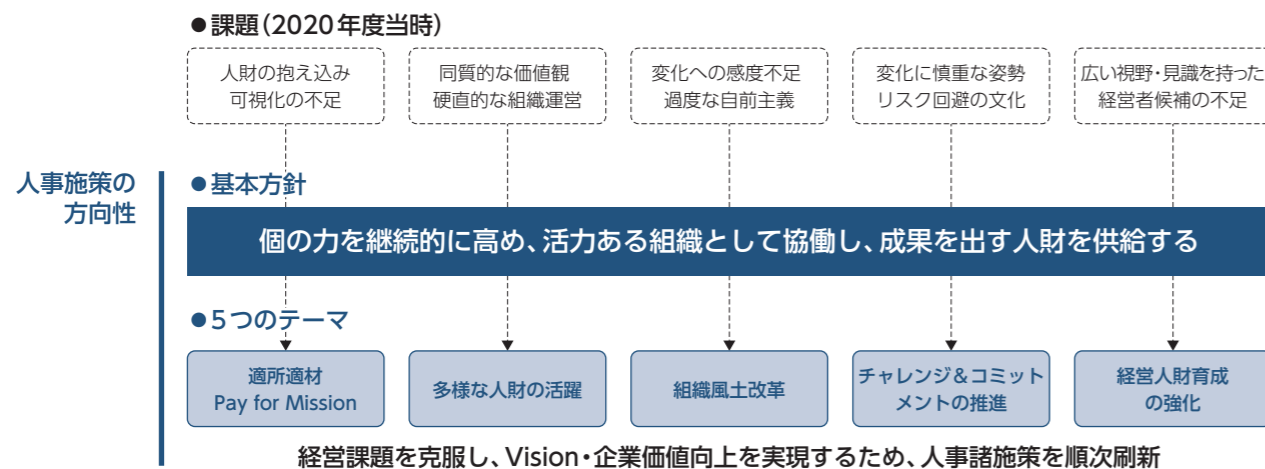 ●課題（2020年度当時）
人財の抱え込み
可視化の不足
同質的な価値観
硬直的な組織運営
変化への感度不足
過度な自前主義
変化に慎重な姿勢
リスク回避の文化
広い視野・見識を持った
経営者候補の不足
人事施策の
方向性
●基本方針
個の力を継続的に高め、活力ある組織として協働し、成果を出す人財を供給する
●5つのテーマ
適所適材
Pay for Mission
多様な人財の活躍
組織風土改革
チャレンジ＆コミット
メントの推進
経営人財育成
の強化
経営課題を克服し、Vision・企業価値向上を実現するため、人事諸施策を順次刷新